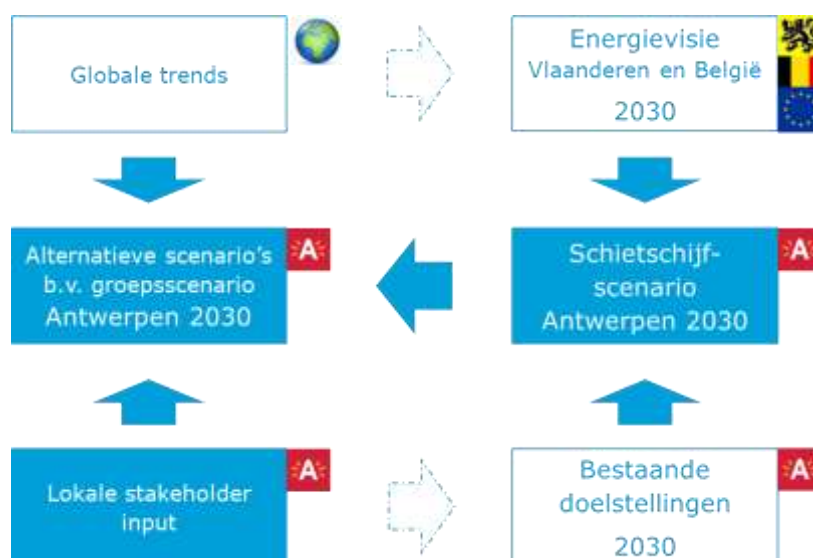 Globale trends
Energievisie
Vlaanderen en België
2030
Alternatieve scenario's
b.v. groepsscenario
Antwerpen 2030
A
Schietschijf-
scenario
Antwerpen 2030
A
Lokale stakeholder
input
A
Bestaande
doelstellingen
2030
A